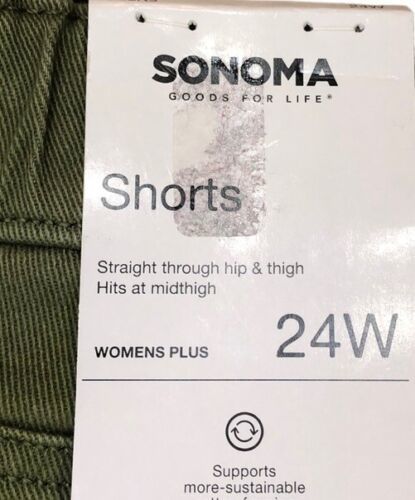 SONOMA
GOODS FOR LIFE®
Shorts
Straight through hip & thigh
Hits at midthigh
WOMENS PLUS
24W
Supports
more-sustainable